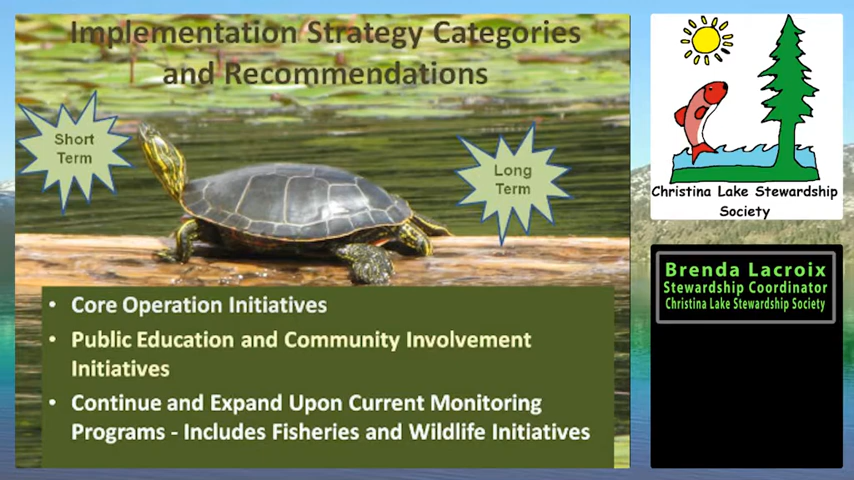 Implementation Strategy Categories
and Recommendations
Short
Term
Long
Term
• Core Operation Initiatives
• Public Education and Community Involvement
Initiatives
• Continue and Expand Upon Current Monitoring
Programs - Includes Fisheries and Wildlife Initiatives
Christina Lake Stewardship
Society
Brenda Lacroix
Stewardship Coordinator
Christina Lake Stewardship Society